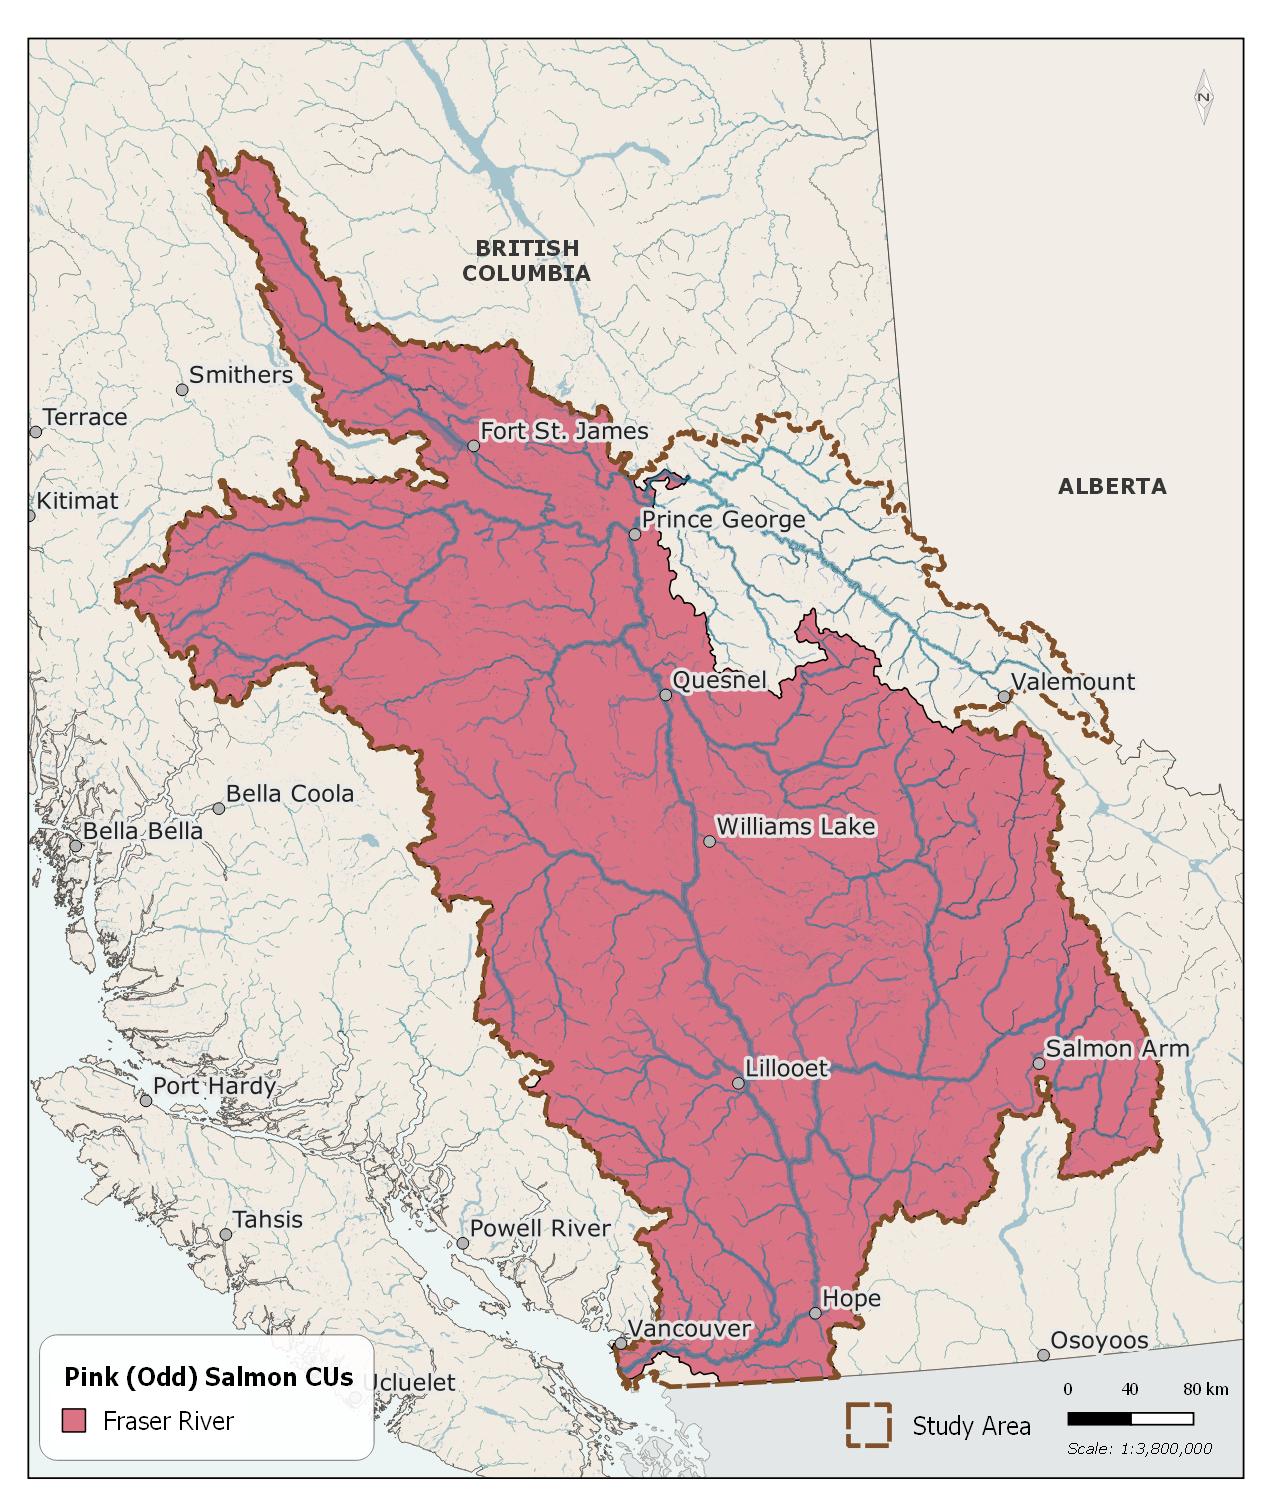 N
BRITISH
COLUMBIA
Smithers
Terrace
Fort St. James
ALBERTA
Kitimat
Prince George
Quesnel
Valemount
Bella Coola
Bella Bella
Williams Lake
Salmon Arm
Lillooet
Port Hardy
Tahsis
Powell River
Hope
Vancouver
Osoyoos
Ucluelet
Pink (Odd) Salmon CUs
Fraser River
Study Area
0 40 80 km
Scale: 1:3,800,000